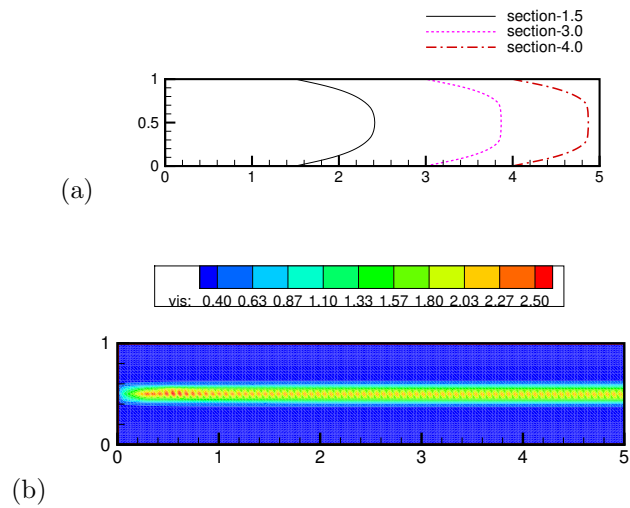 section-1.5
section-3.0
section-4.0
1
0.5
0
0 1 2 3 4 5
(a)
vis: 0.40 0.63 0.87 1.10 1.33 1.57 1.80 2.03 2.27 2.50
1
0
0 1 2 3 4 5
(b)